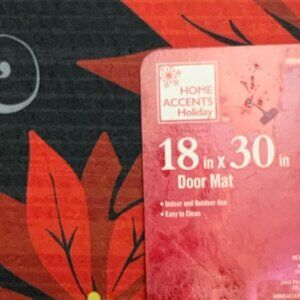 HOME
ACCENTS
Holiday
18 in x 30 in
Door Mat
• Indoor and Outdoor Use
• Easy to Clean